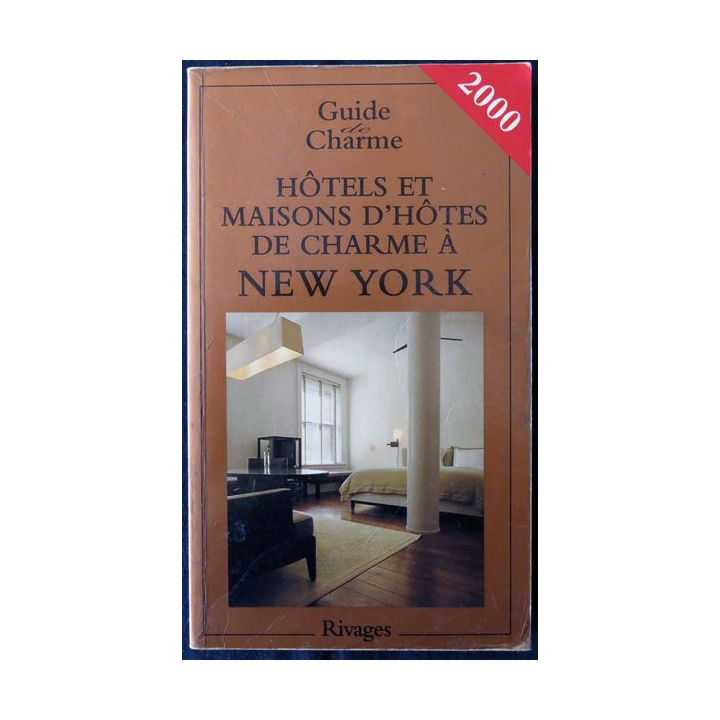 2000
Guide
de
Charme
HÔTELS ET
MAISONS D'HÔTES
DE CHARME À
NEW YORK
Rivages